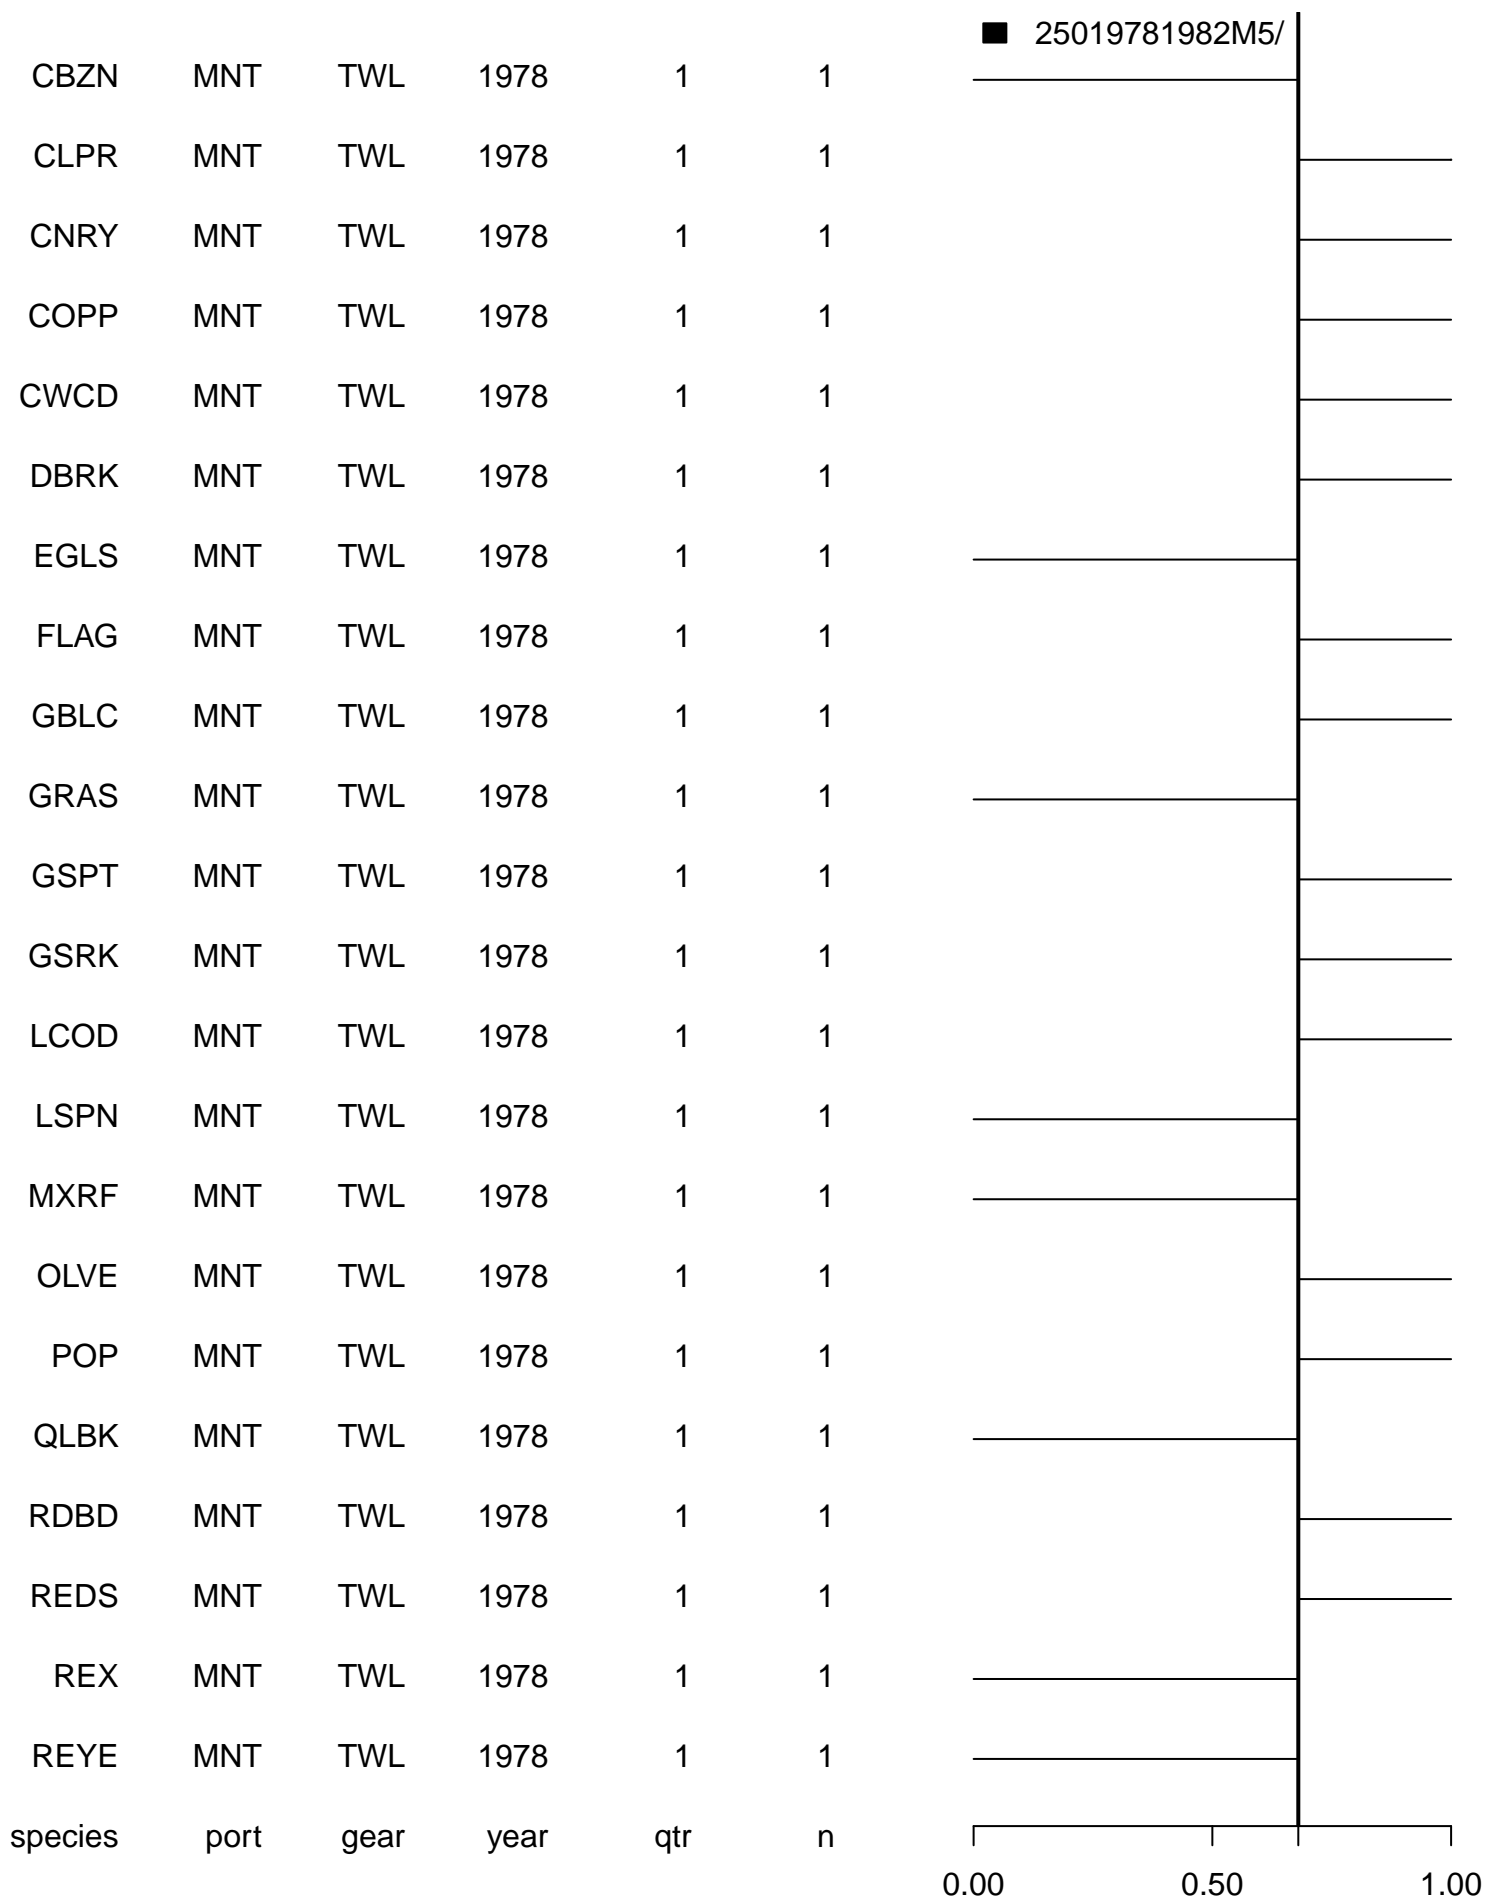 25019781982M5/
CBZN MNT TWL 1978 1 1
CLPR MNT TWL 1978 1 1
CNRY MNT TWL 1978 1 1
COPP MNT TWL 1978 1 1
CWCD MNT TWL 1978 1 1
DBRK MNT TWL 1978 1 1
EGLS MNT TWL 1978 1 1
FLAG MNT TWL 1978 1 1
GBLC MNT TWL 1978 1 1
GRAS MNT TWL 1978 1 1
GSPT MNT TWL 1978 1 1
GSRK MNT TWL 1978 1 1
LCOD MNT TWL 1978 1 1
LSPN MNT TWL 1978 1 1
MXRF MNT TWL 1978 1 1
OLVE MNT TWL 1978 1 1
POP MNT TWL 1978 1 1
QLBK MNT TWL 1978 1 1
RDBD MNT TWL 1978 1 1
REDS MNT TWL 1978 1 1
REX MNT TWL 1978 1 1
REYE MNT TWL 1978 1 1
species port gear year qtr n
0.00 0.50 1.00